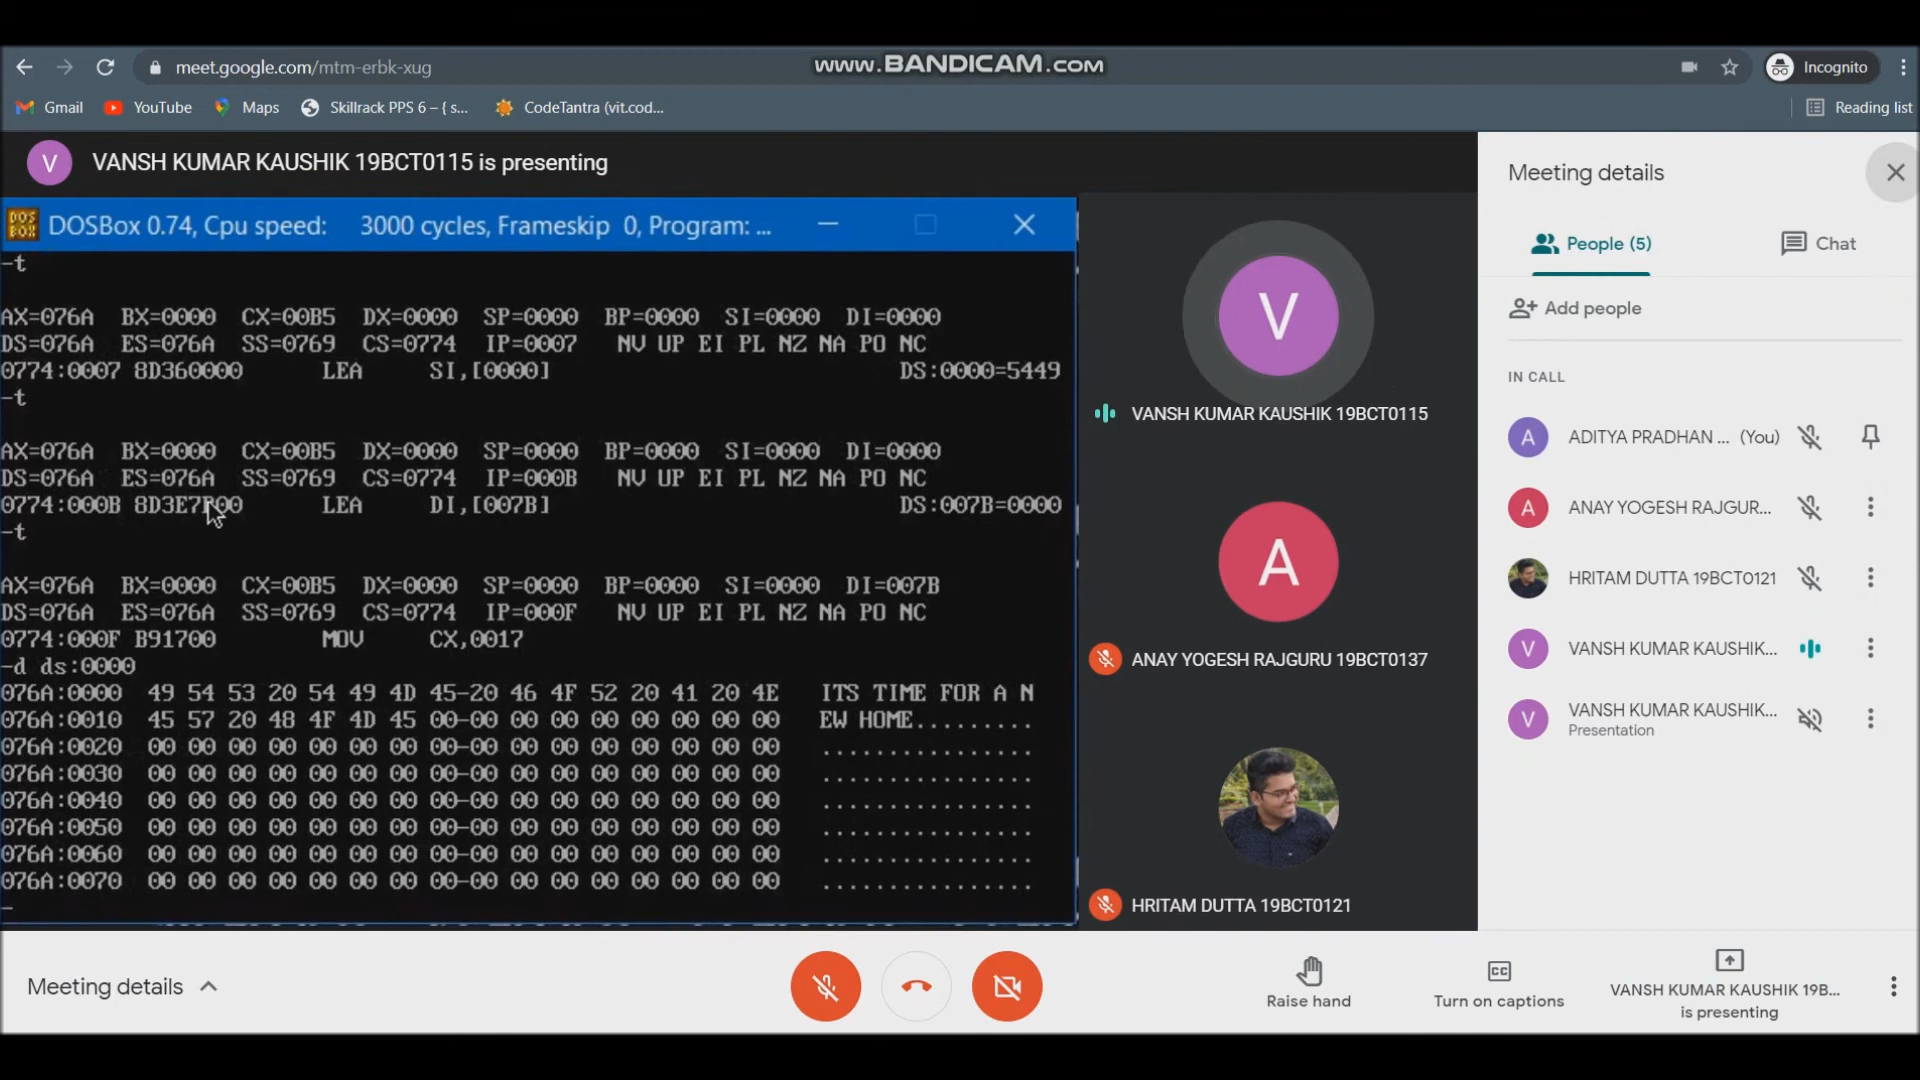 meet.google.com/mtm-erbk-xug
www.BANDICAM.com
Incognito
Gmail
YouTube
Maps
Skillrack PPS 6 – { s...
CodeTantra (vit.cod...
Reading list
V
VANSH KUMAR KAUSHIK 19BCT0115 is presenting
DOS BOX
DOSBox 0.74, Cpu speed: 3000 cycles, Frameskip 0, Program: ...
-t
AX=076A BX=0000 CX=00B5 DX=0000 SP=0000 BP=0000 SI=0000 DI=0000
DS=076A ES=076A SS=0769 CS=0774 IP=0007 NV UP EI PL NZ NA PO NC
0774:0007 8D360000 LEA SI,[0000] DS:0000=5449
-t
AX=076A BX=0000 CX=00B5 DX=0000 SP=0000 BP=0000 SI=0000 DI=0000
DS=076A ES=076A SS=0769 CS=0774 IP=000B NV UP EI PL NZ NA PO NC
0774:000B 8D3E7B00 LEA DI,[007B] DS:007B=0000
-t
AX=076A BX=0000 CX=00B5 DX=0000 SP=0000 BP=0000 SI=0000 DI=007B
DS=076A ES=076A SS=0769 CS=0774 IP=000F NV UP EI PL NZ NA PO NC
0774:000F B91700 MOV CX,0017
-d ds:0000
076A:0000 49 54 53 20 54 49 4D 45-20 46 4F 52 20 41 20 4E ITS TIME FOR A N
076A:0010 45 57 20 48 4F 4D 45 00-00 00 00 00 00 00 00 00 EW HOME.........
076A:0020 00 00 00 00 00 00 00 00-00 00 00 00 00 00 00 00 ................
076A:0030 00 00 00 00 00 00 00 00-00 00 00 00 00 00 00 00 ................
076A:0040 00 00 00 00 00 00 00 00-00 00 00 00 00 00 00 00 ................
076A:0050 00 00 00 00 00 00 00 00-00 00 00 00 00 00 00 00 ................
076A:0060 00 00 00 00 00 00 00 00-00 00 00 00 00 00 00 00 ................
076A:0070 00 00 00 00 00 00 00 00-00 00 00 00 00 00 00 00 ................
-
V
VANSH KUMAR KAUSHIK 19BCT0115
A
ANAY YOGESH RAJGURU 19BCT0137
HRITAM DUTTA 19BCT0121
Meeting details
People (5)
Chat
Add people
IN CALL
A
ADITYA PRADHAN ... (You)
A
ANAY YOGESH RAJGUR...
HRITAM DUTTA 19BCT0121
V
VANSH KUMAR KAUSHIK...
V
VANSH KUMAR KAUSHIK...
Presentation
Meeting details
Raise hand
CC
Turn on captions
VANSH KUMAR KAUSHIK 19B...
is presenting